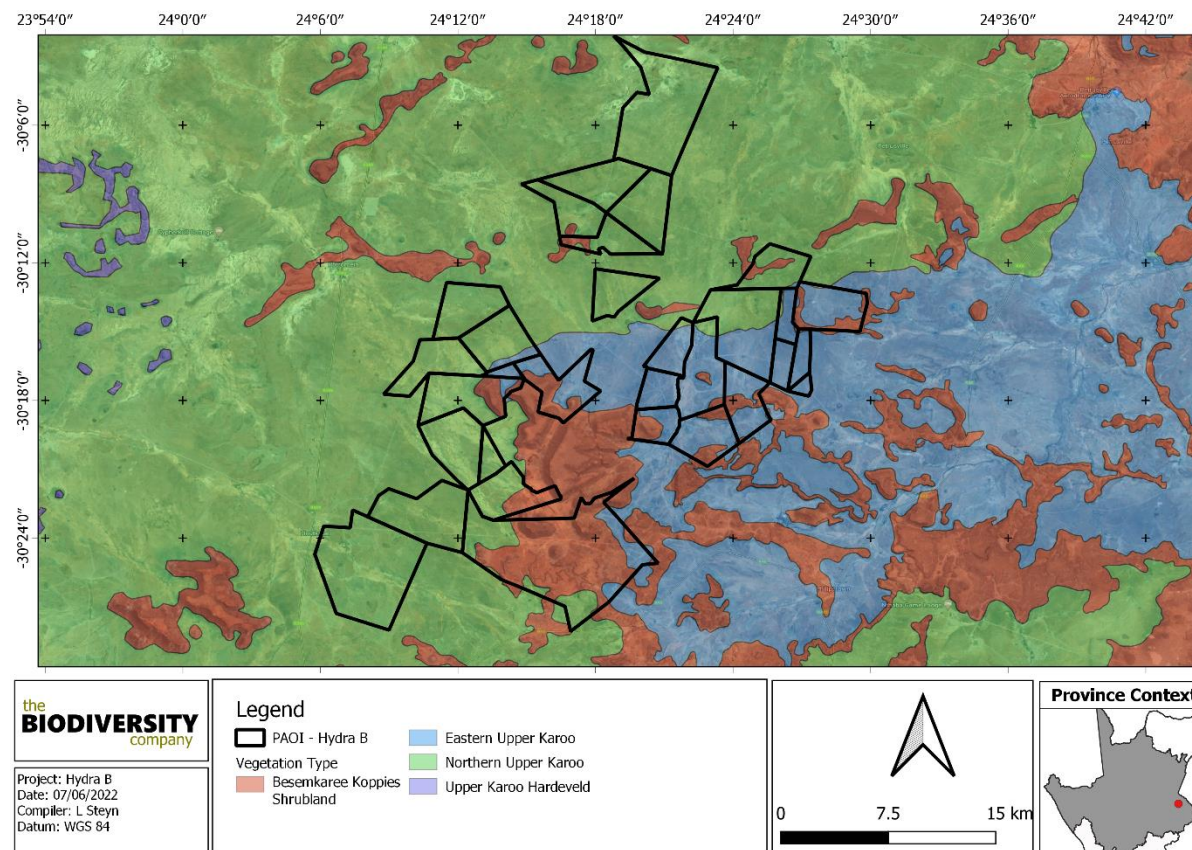 23°54′0″ 24°0′0″ 24°6′0″ 24°12′0″ 24°18′0″ 24°24′0″ 24°30′0″ 24°36′0″ 24°42′0″
-30°6′0″
-30°12′0″
-30°18′0″
-30°24′0″
the
BIODIVERSITY
company
Project: Hydra B
Date: 07/06/2022
Compiler: L Steyn
Datum: WGS 84
Legend
PAOI - Hydra B
Vegetation Type
Besemkaree Koppies
Shrubland
Eastern Upper Karoo
Northern Upper Karoo
Upper Karoo Hardeveld
0 7.5 15 km
Province Context